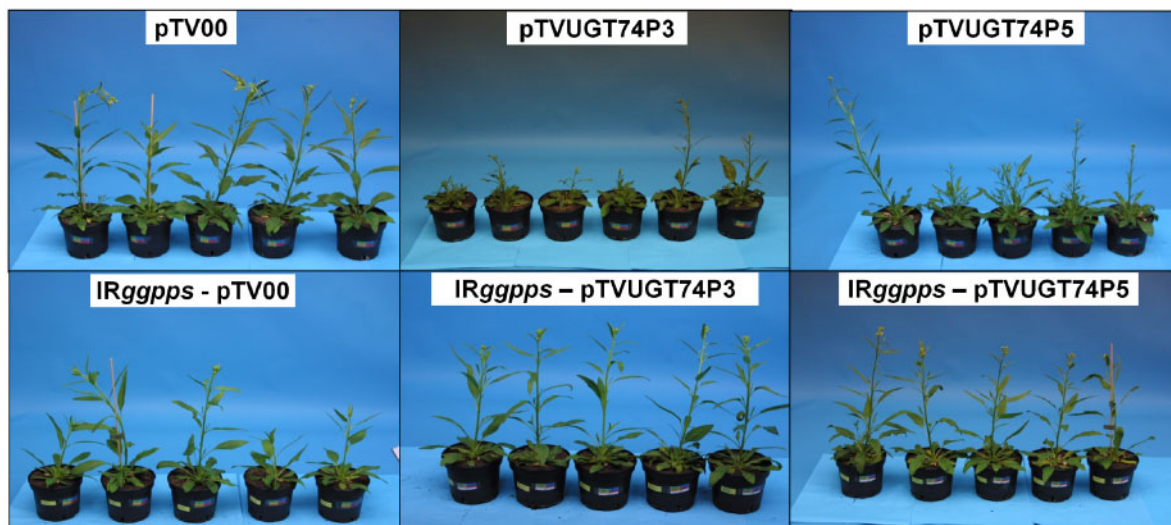 pTV00
pTVUGT74P3
pTVUGT74P5
IRggpps - pTV00
IRggpps – pTVUGT74P3
IRggpps – pTVUGT74P5